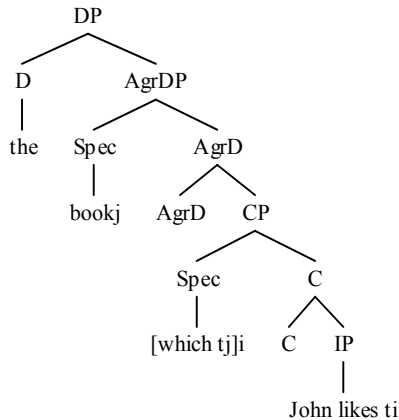 DP
D AgrDP
the Spec AgrD
bookj AgrD CP
Spec C
[which tj]i C IP
John likes ti